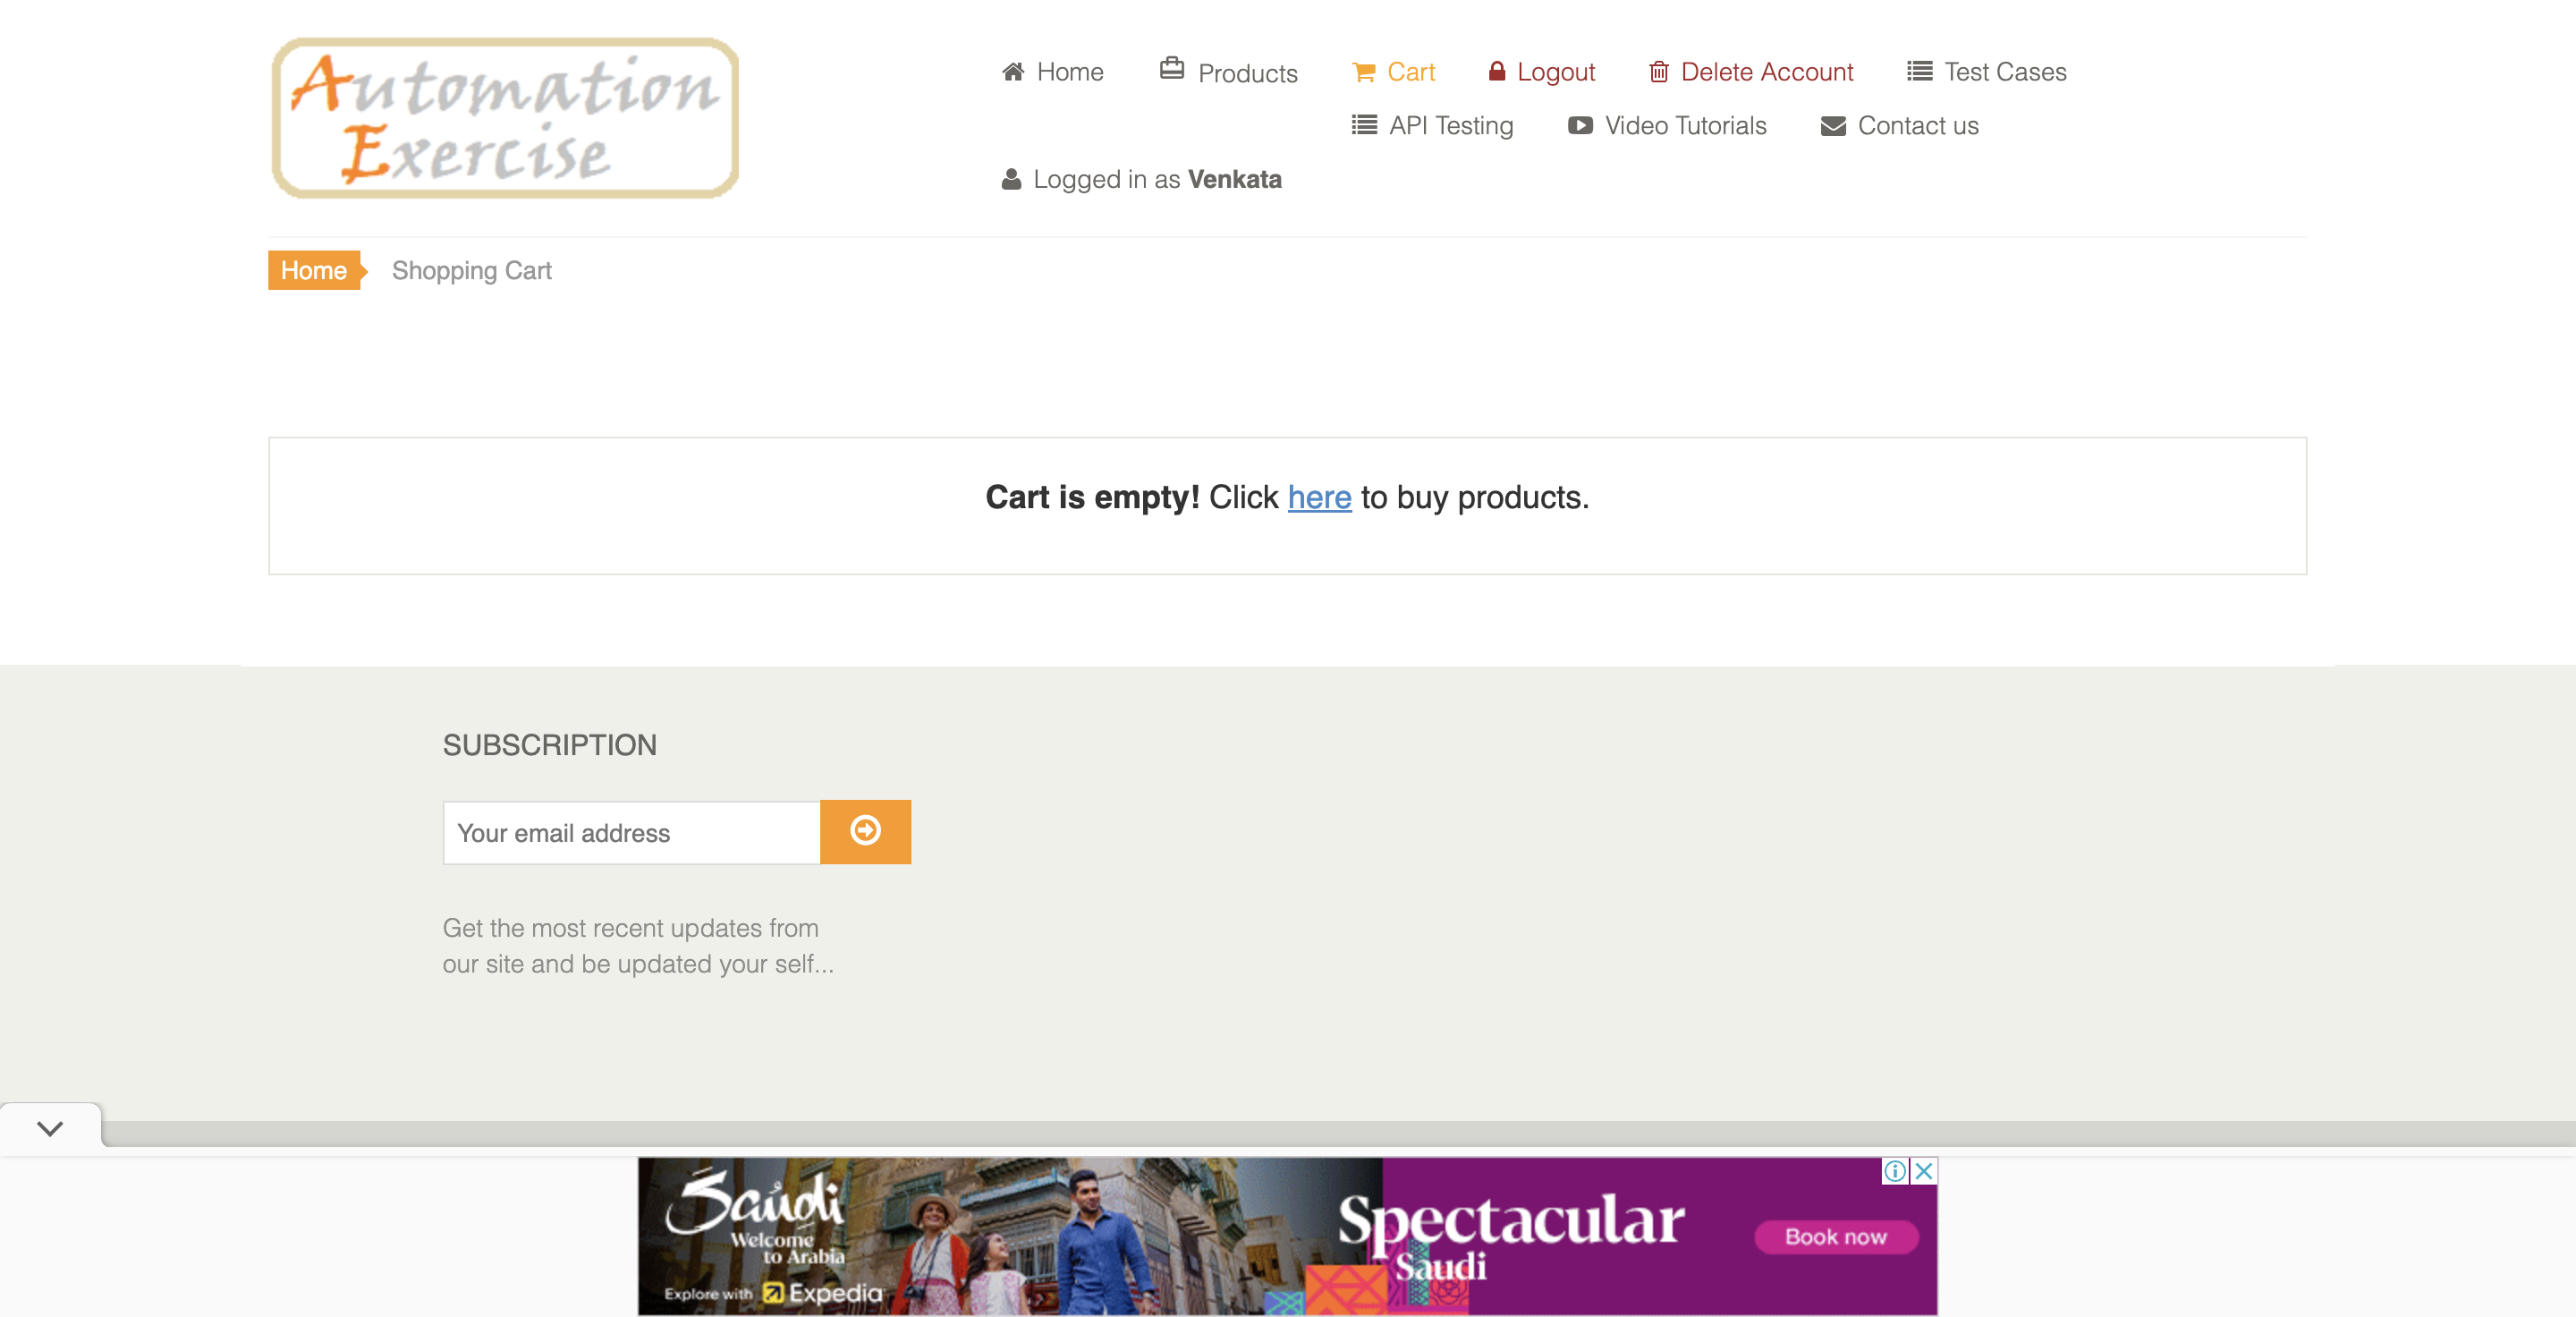 Automation
Exercise
Home Products Cart Logout Delete Account Test Cases
API Testing Video Tutorials Contact us
Logged in as Venkata
Home Shopping Cart
Cart is empty! Click here to buy products.
SUBSCRIPTION
Your email address
Get the most recent updates from
our site and be updated your self...
Saudi
Welcome
to Arabia
Explore with Expedia
Spectacular
Saudi
Book now